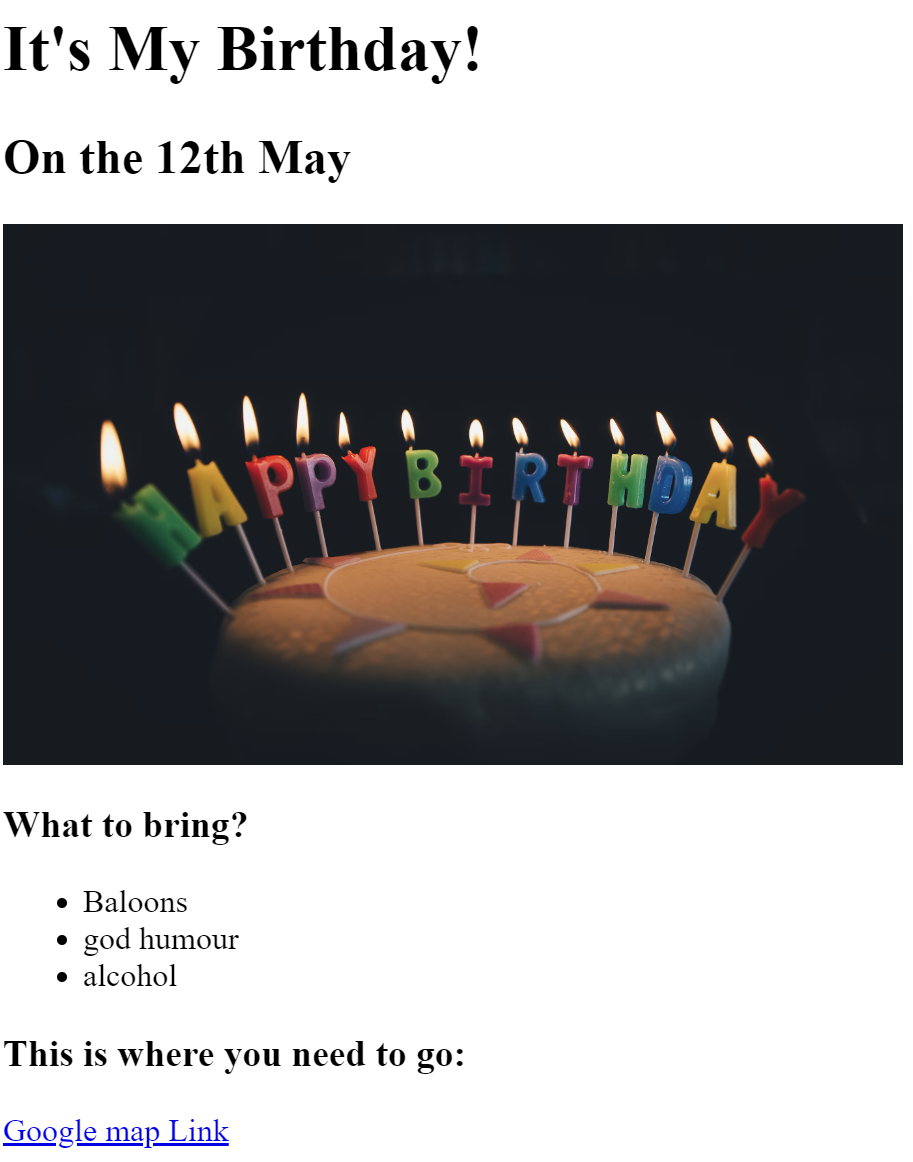 It's My Birthday!
On the 12th May
HAPPY BIRTHDAY
What to bring?
Baloons
god humour
alcohol
This is where you need to go:
Google map Link